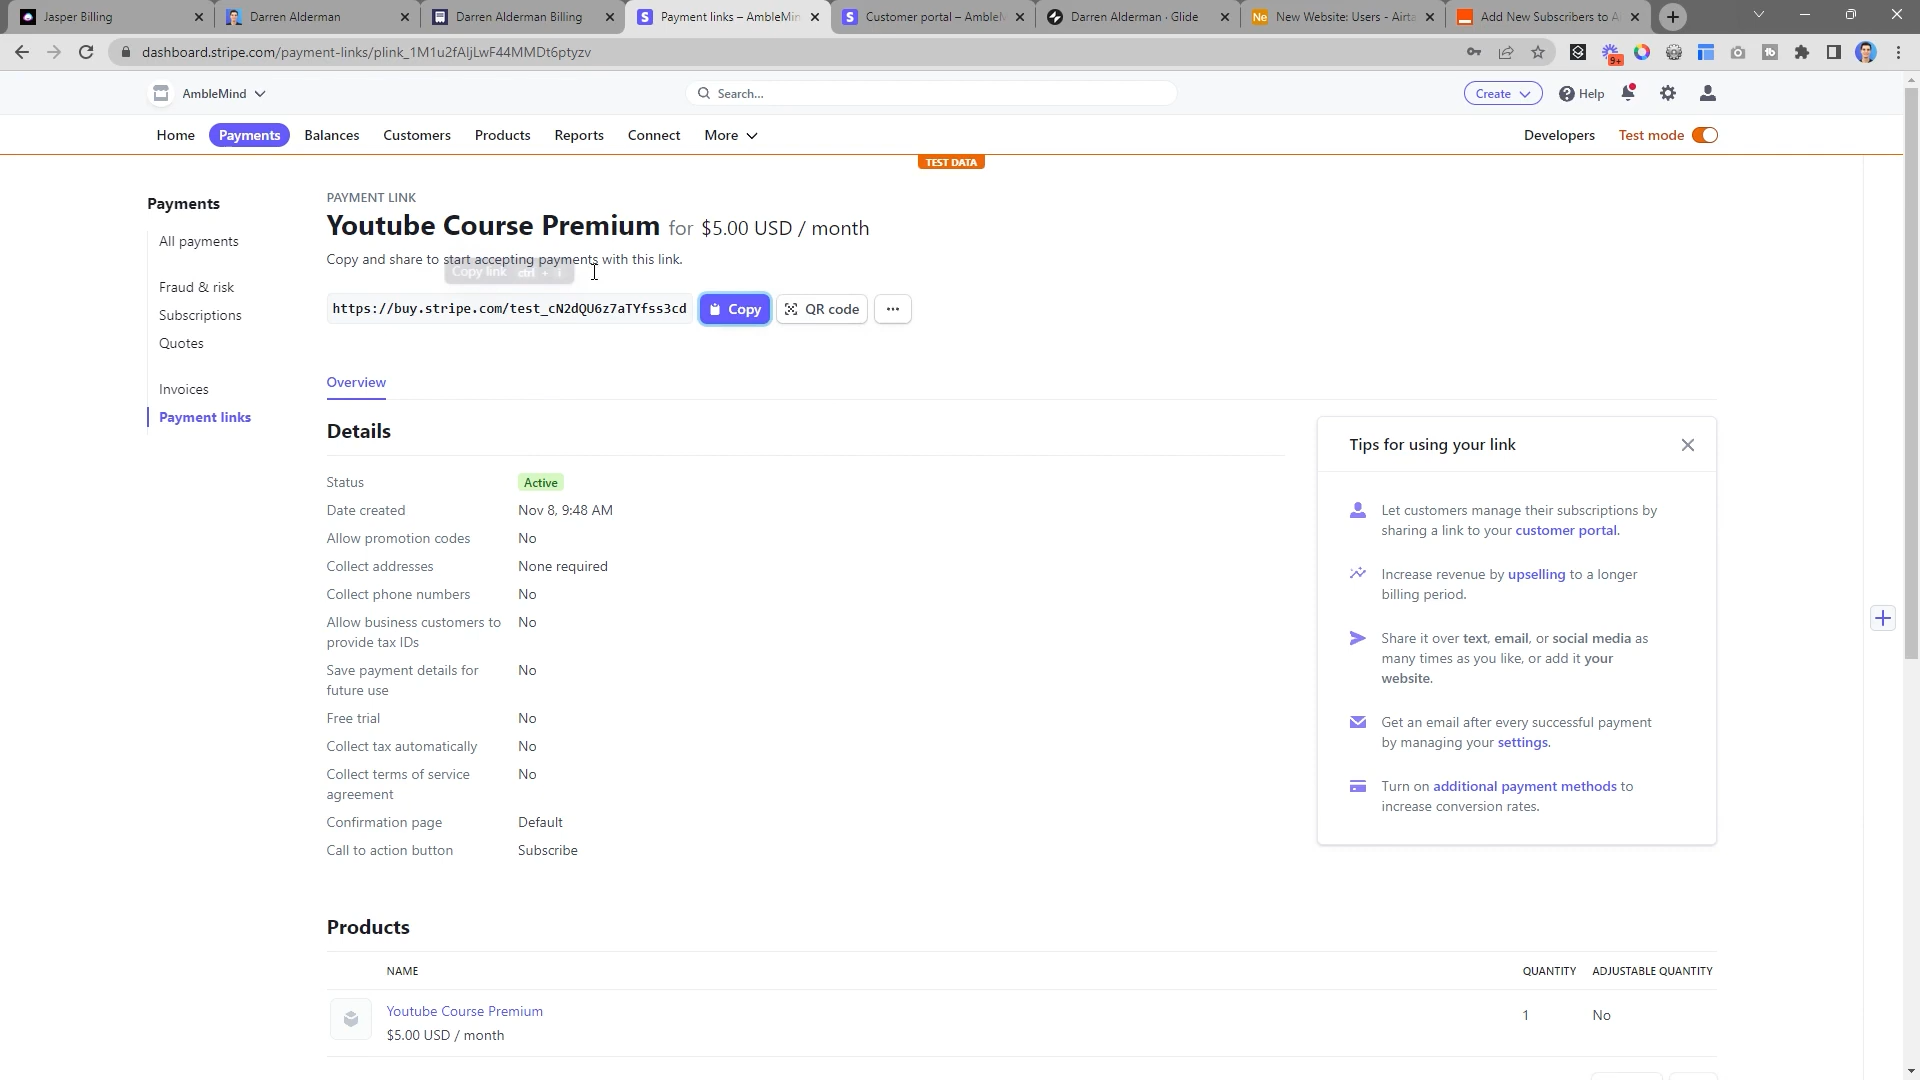 Jasper Billing
Darren Alderman
Darren Alderman Billing
Payment links – AmbleMin
Customer portal – AmbleM
Darren Alderman · Glide
Ne
New Website: Users - Airta
Add New Subscribers to A
dashboard.stripe.com/payment-links/plink_1M1u2fAIjLwF44MMDt6ptyzv
9+
AmbleMind
Search...
Create
Help
Home
Payments
Balances
Customers
Products
Reports
Connect
More
Developers
Test mode
TEST DATA
Payments
All payments
Fraud & risk
Subscriptions
Quotes
Invoices
Payment links
PAYMENT LINK
Youtube Course Premium for $5.00 USD / month
Copy and share to start accepting payments with this link.
Copy link ctrl +
https://buy.stripe.com/test_cN2dQU6z7aTYfss3cd
Copy
QR code
Overview
Details
Status Active
Date created Nov 8, 9:48 AM
Allow promotion codes No
Collect addresses None required
Collect phone numbers No
Allow business customers to No
provide tax IDs
Save payment details for No
future use
Free trial No
Collect tax automatically No
Collect terms of service No
agreement
Confirmation page Default
Call to action button Subscribe
Tips for using your link
Let customers manage their subscriptions by
sharing a link to your customer portal.
Increase revenue by upselling to a longer
billing period.
Share it over text, email, or social media as
many times as you like, or add it your
website.
Get an email after every successful payment
by managing your settings.
Turn on additional payment methods to
increase conversion rates.
Products
NAME QUANTITY ADJUSTABLE QUANTITY
Youtube Course Premium 1 No
$5.00 USD / month